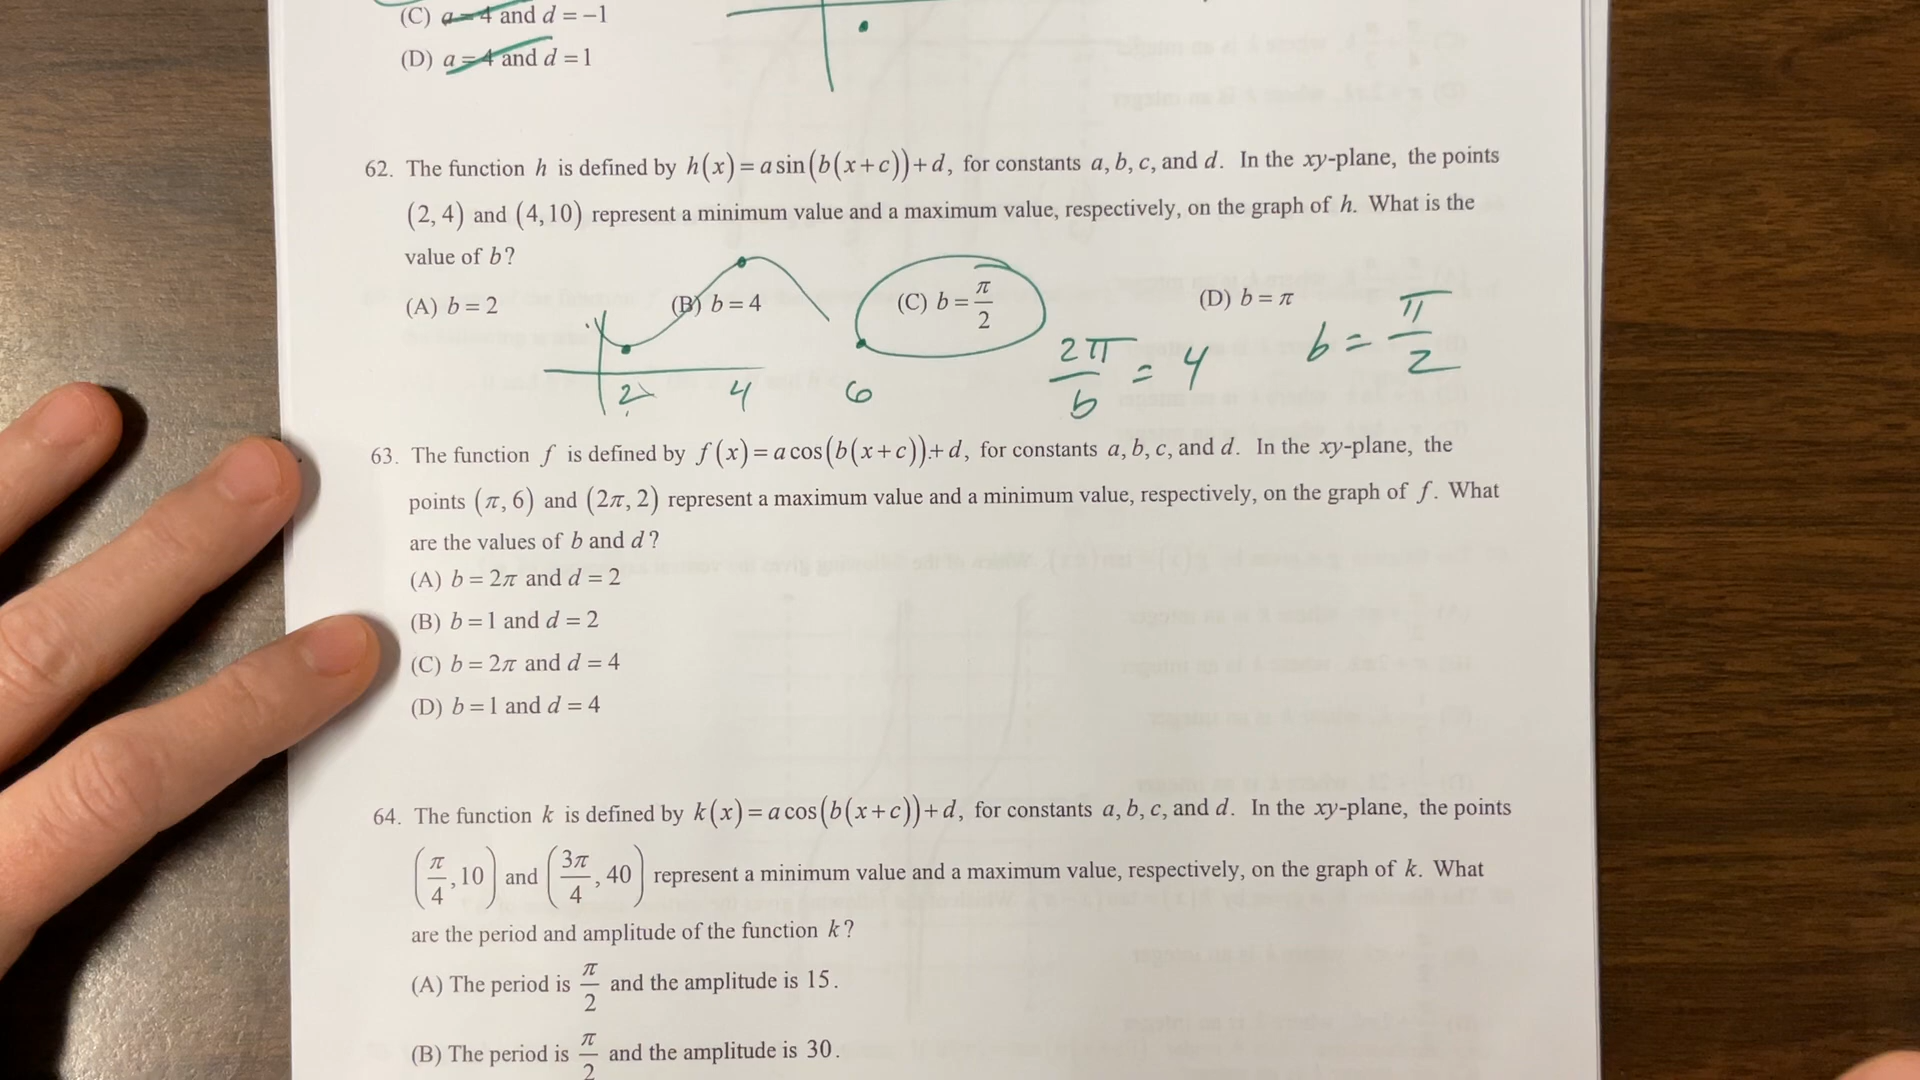 (C) a = 4 and d = −1
(D) a = 4 and d = 1
62. The function h is defined by h(x) = a sin(b(x+c))+d, for constants a, b, c, and d. In the xy-plane, the points
(2, 4) and (4, 10) represent a minimum value and a maximum value, respectively, on the graph of h. What is the
value of b?
(A) b = 2 (B) b = 4 (C) b = π/2 (D) b = π
2 4 6 2π/b = 4 b = π/2
63. The function f is defined by f(x) = a cos(b(x+c))+d, for constants a, b, c, and d. In the xy-plane, the
points (π, 6) and (2π, 2) represent a maximum value and a minimum value, respectively, on the graph of f. What
are the values of b and d?
(A) b = 2π and d = 2
(B) b = 1 and d = 2
(C) b = 2π and d = 4
(D) b = 1 and d = 4
64. The function k is defined by k(x) = a cos(b(x+c))+d, for constants a, b, c, and d. In the xy-plane, the points
(π/4, 10) and (3π/4, 40) represent a minimum value and a maximum value, respectively, on the graph of k. What
are the period and amplitude of the function k?
(A) The period is π/2 and the amplitude is 15.
(B) The period is π/2 and the amplitude is 30.